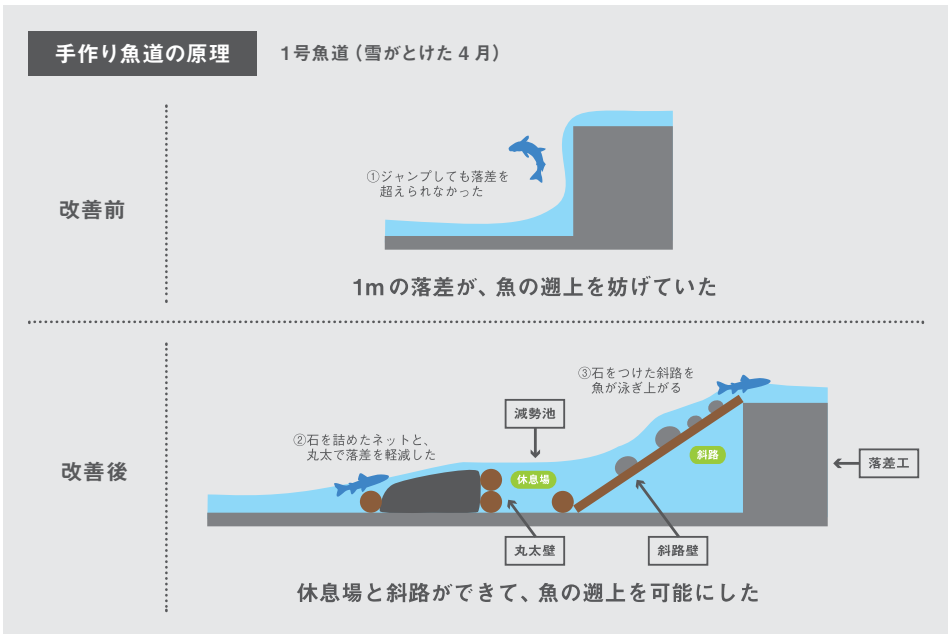 手作り魚道の原理
1号魚道(雪がとけた4月)
改善前
①ジャンプしても落差を
超えられなかった
1mの落差が、魚の遡上を妨げていた
改善後
②石を詰めたネットと、
丸太で落差を軽減した
減勢池
③石をつけた斜路を
魚が泳ぎ上がる
休息場
斜路
落差工
丸太壁
斜路壁
休息場と斜路ができて、魚の遡上を可能にした